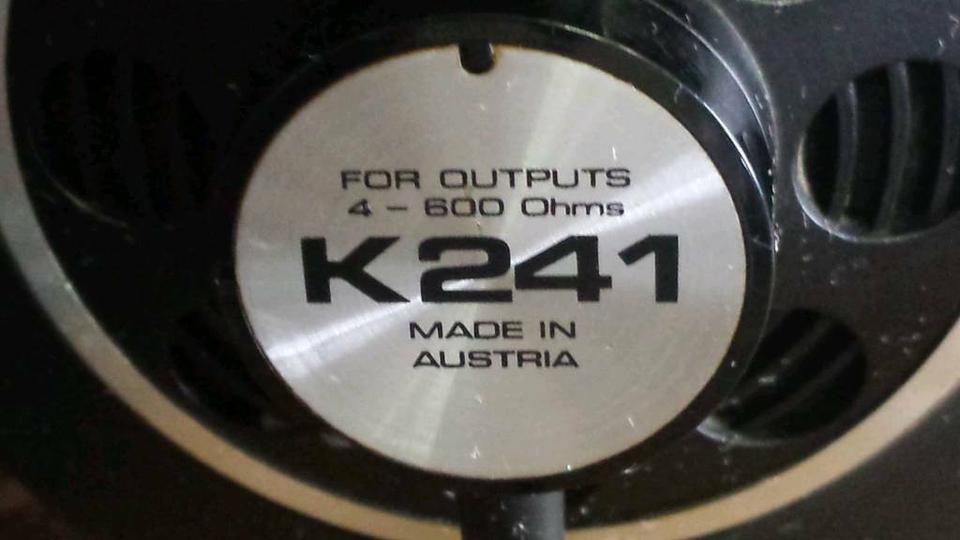 FOR OUTPUTS
4 - 600 Ohms
K241
MADE IN
AUSTRIA